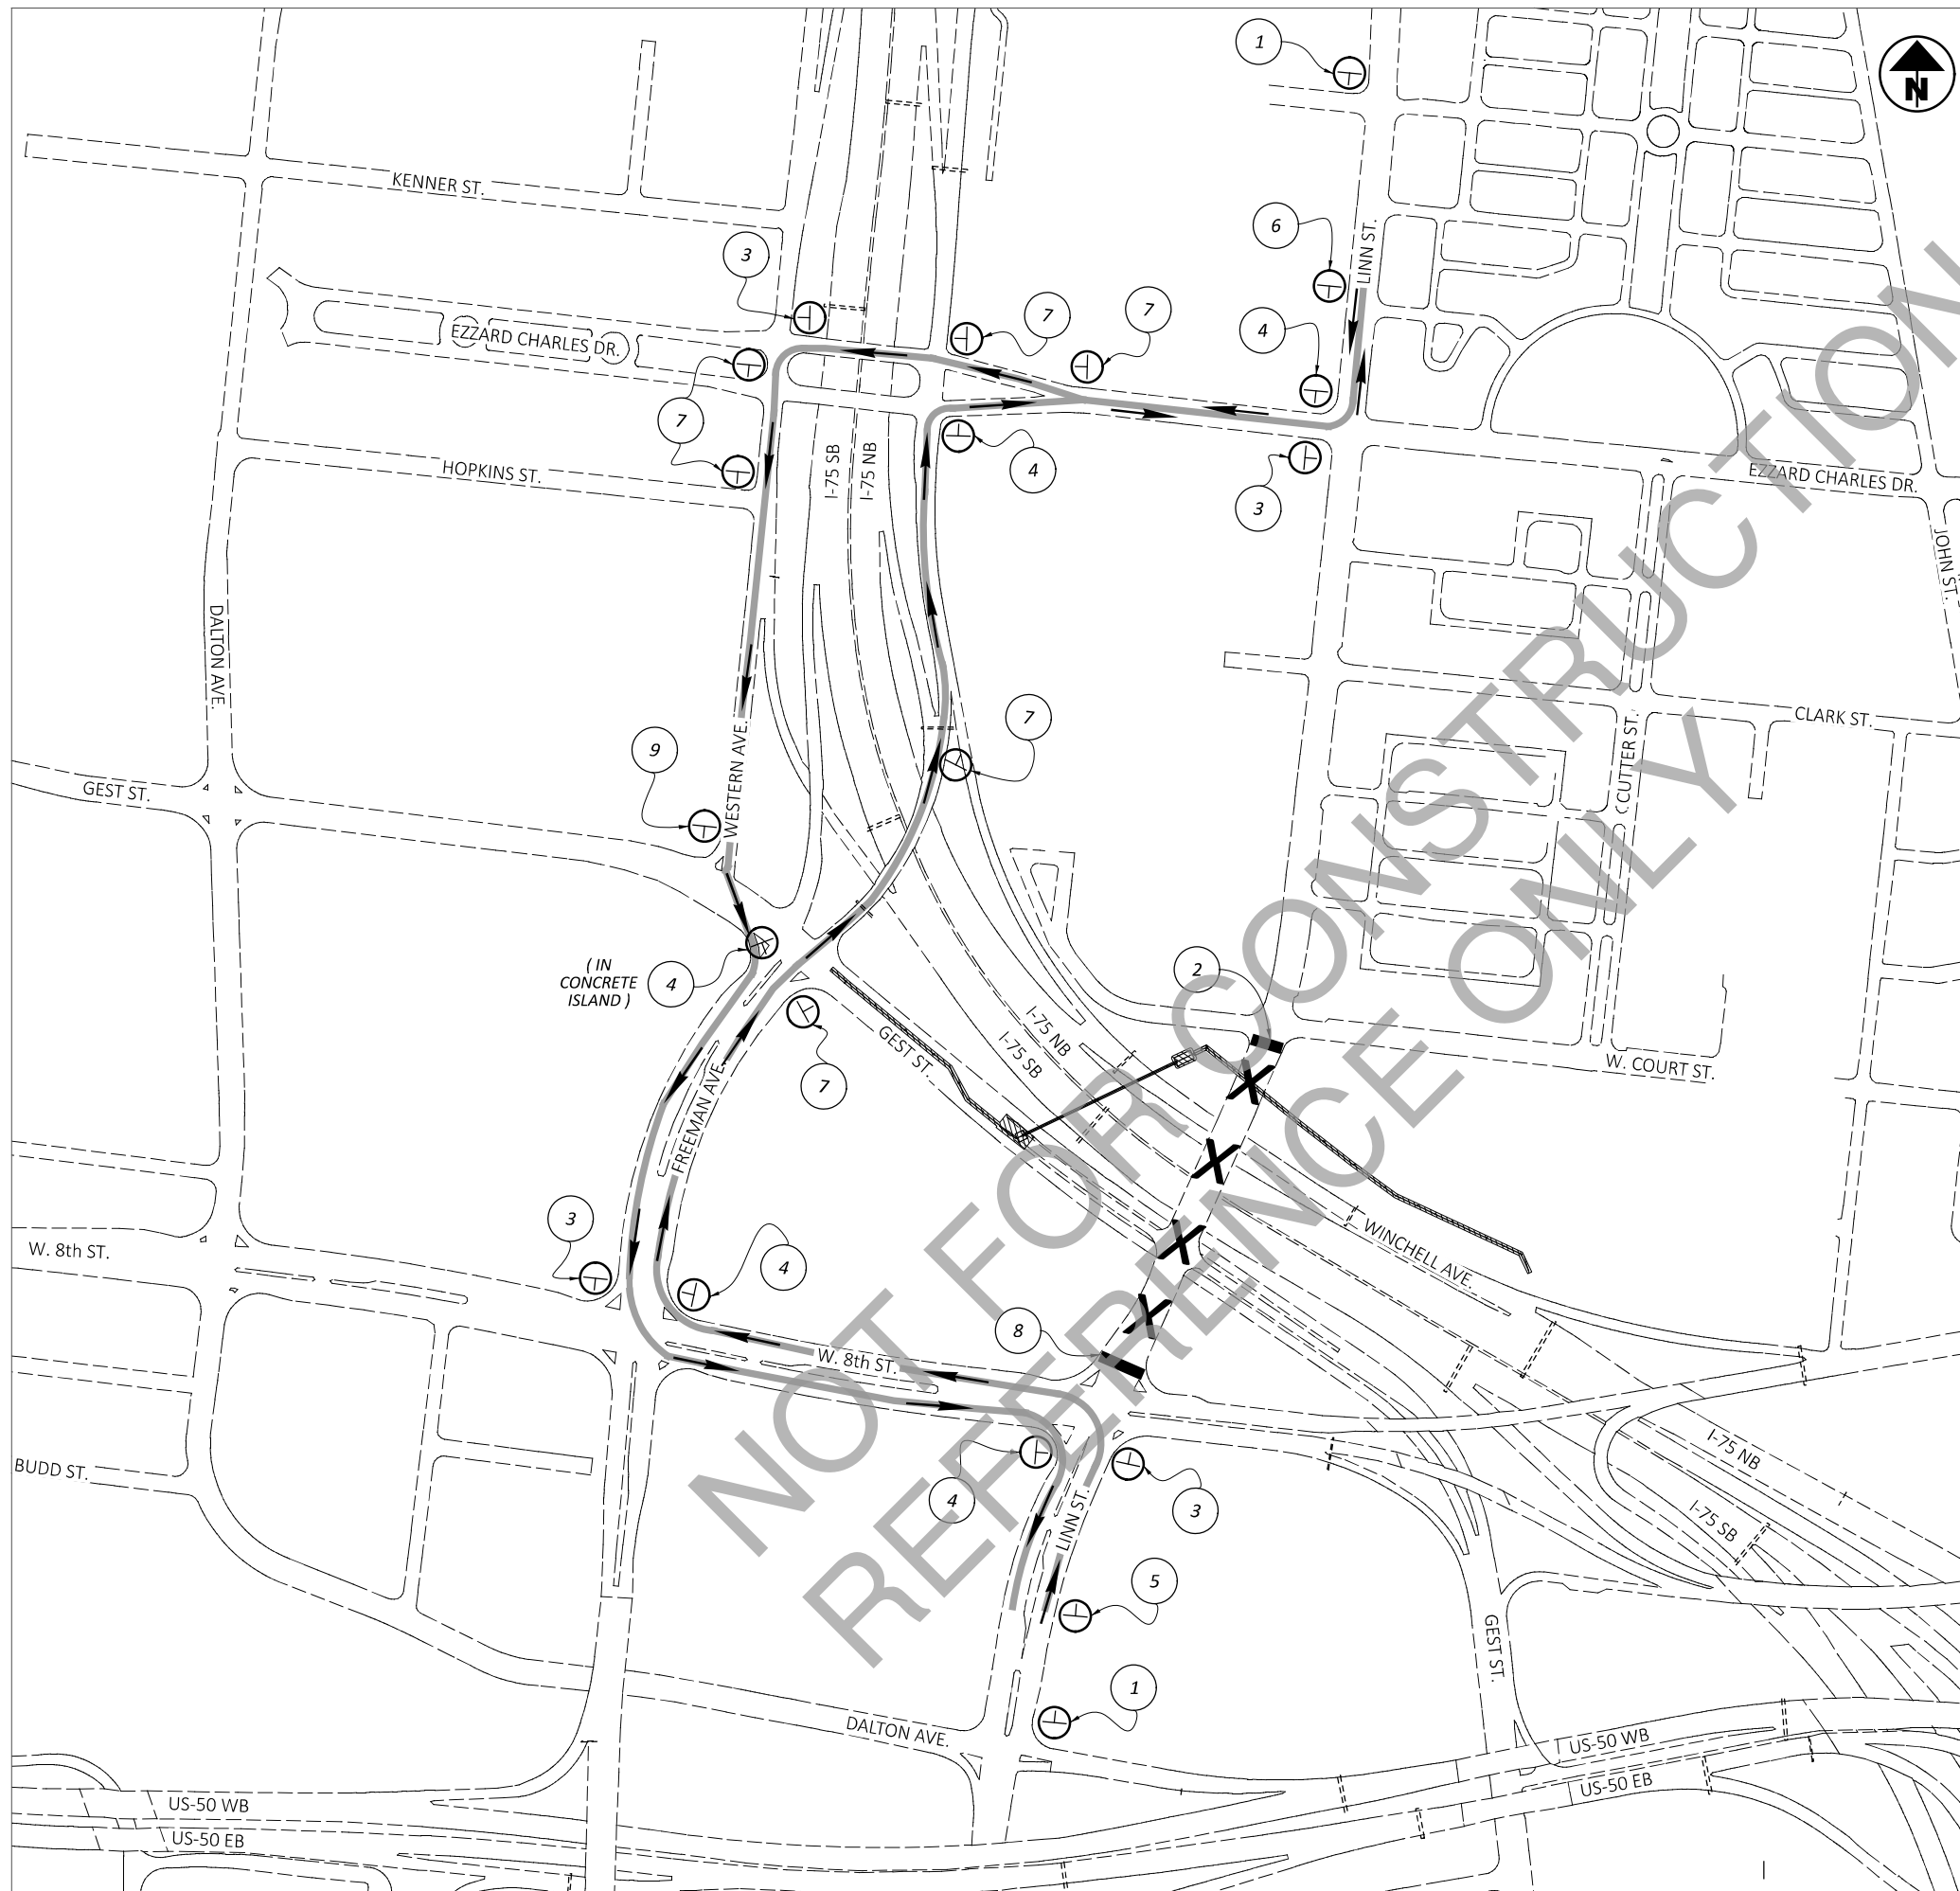 1
N
KENNER ST.
3
6
LINN ST.
EZZARD CHARLES DR.
7
7
4
7
HOPKINS ST.
I-75 SB
I-75 NB
4
3
EZZARD CHARLES DR.
JOHN ST.
DALTON AVE.
7
CLARK ST.
CUTTER ST.
9
WESTERN AVE.
GEST ST.
( IN
CONCRETE
ISLAND )
4
2
I-75 NB
I-75 SB
GEST ST.
W. COURT ST.
7
FREEMAN AVE.
3
W. 8th ST.
4
WINCHELL AVE.
8
W. 8th ST.
BUDD ST.
4
3
I-75 NB
I-75 SB
LINN ST.
5
GEST ST.
1
DALTON AVE.
US-50 WB
US-50 EB
US-50 WB
US-50 EB
NOT FOR CONSTRUCTION
REFERENCE ONLY